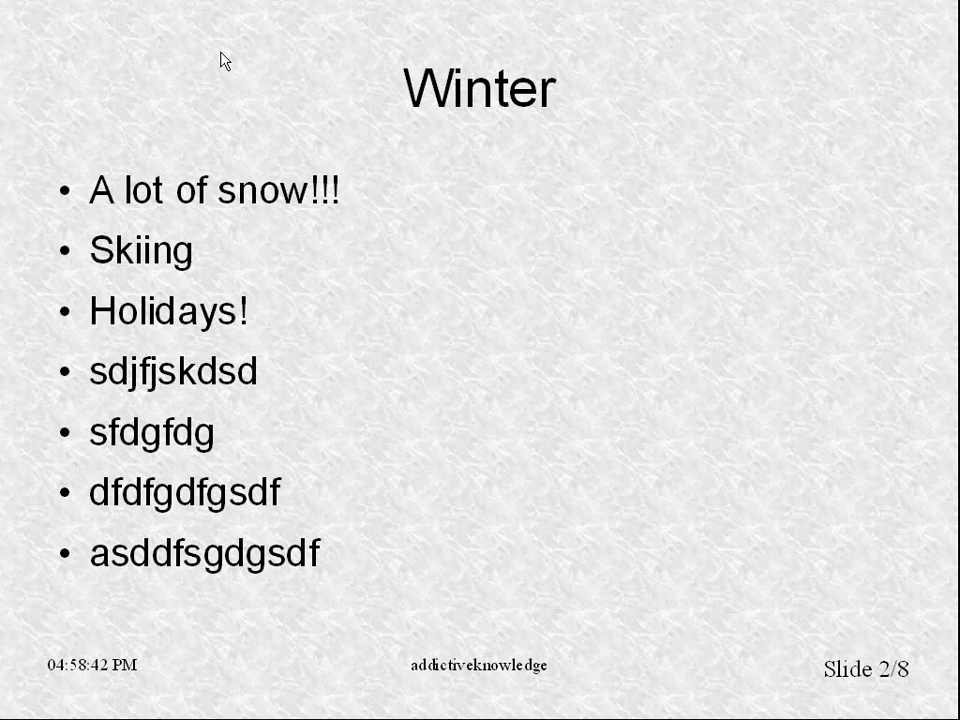 Winter
• A lot of snow!!!
• Skiing
• Holidays!
• sdjfjskdsd
• sfdgfdg
• dfdfgdfgsdf
• asddfsgdgsdf
04:58:42 PM
addictiveknowledge
Slide 2/8